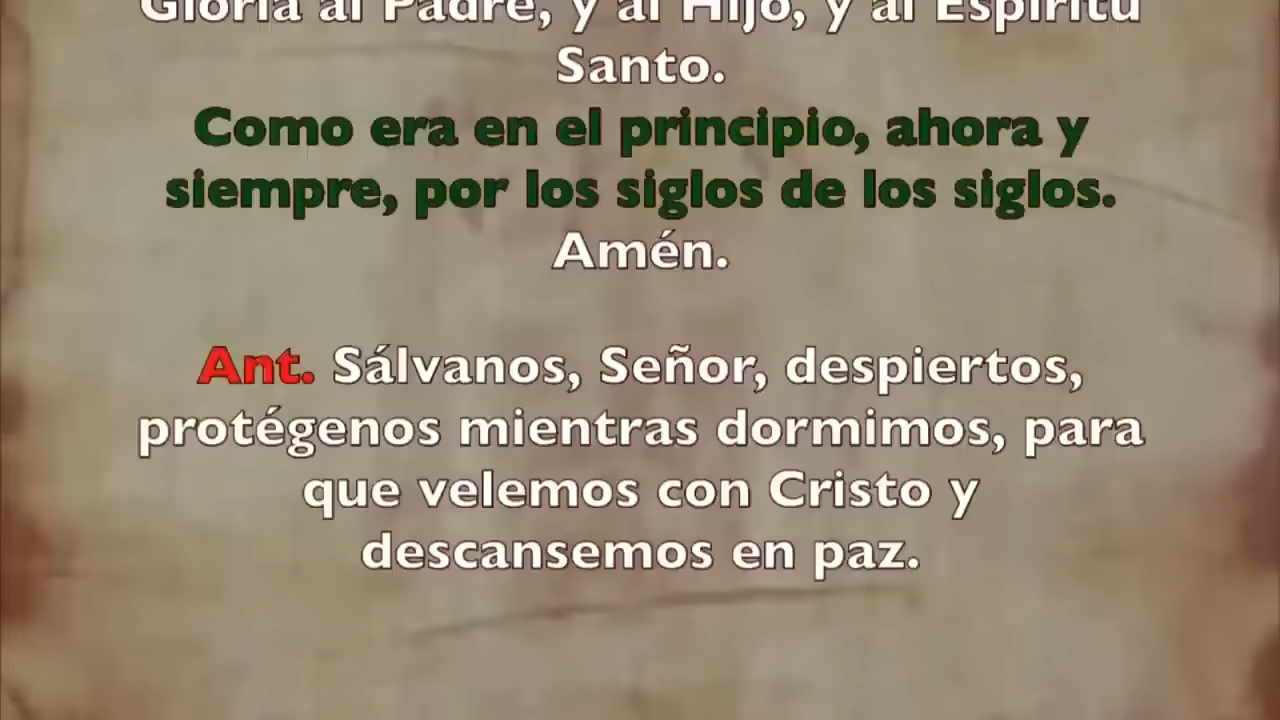 Gloria al Padre, y al Hijo, y al Espíritu
Santo.
Como era en el principio, ahora y
siempre, por los siglos de los siglos.
Amén.
Ant. Sálvanos, Señor, despiertos,
protégenos mientras dormimos, para
que velemos con Cristo y
descansemos en paz.